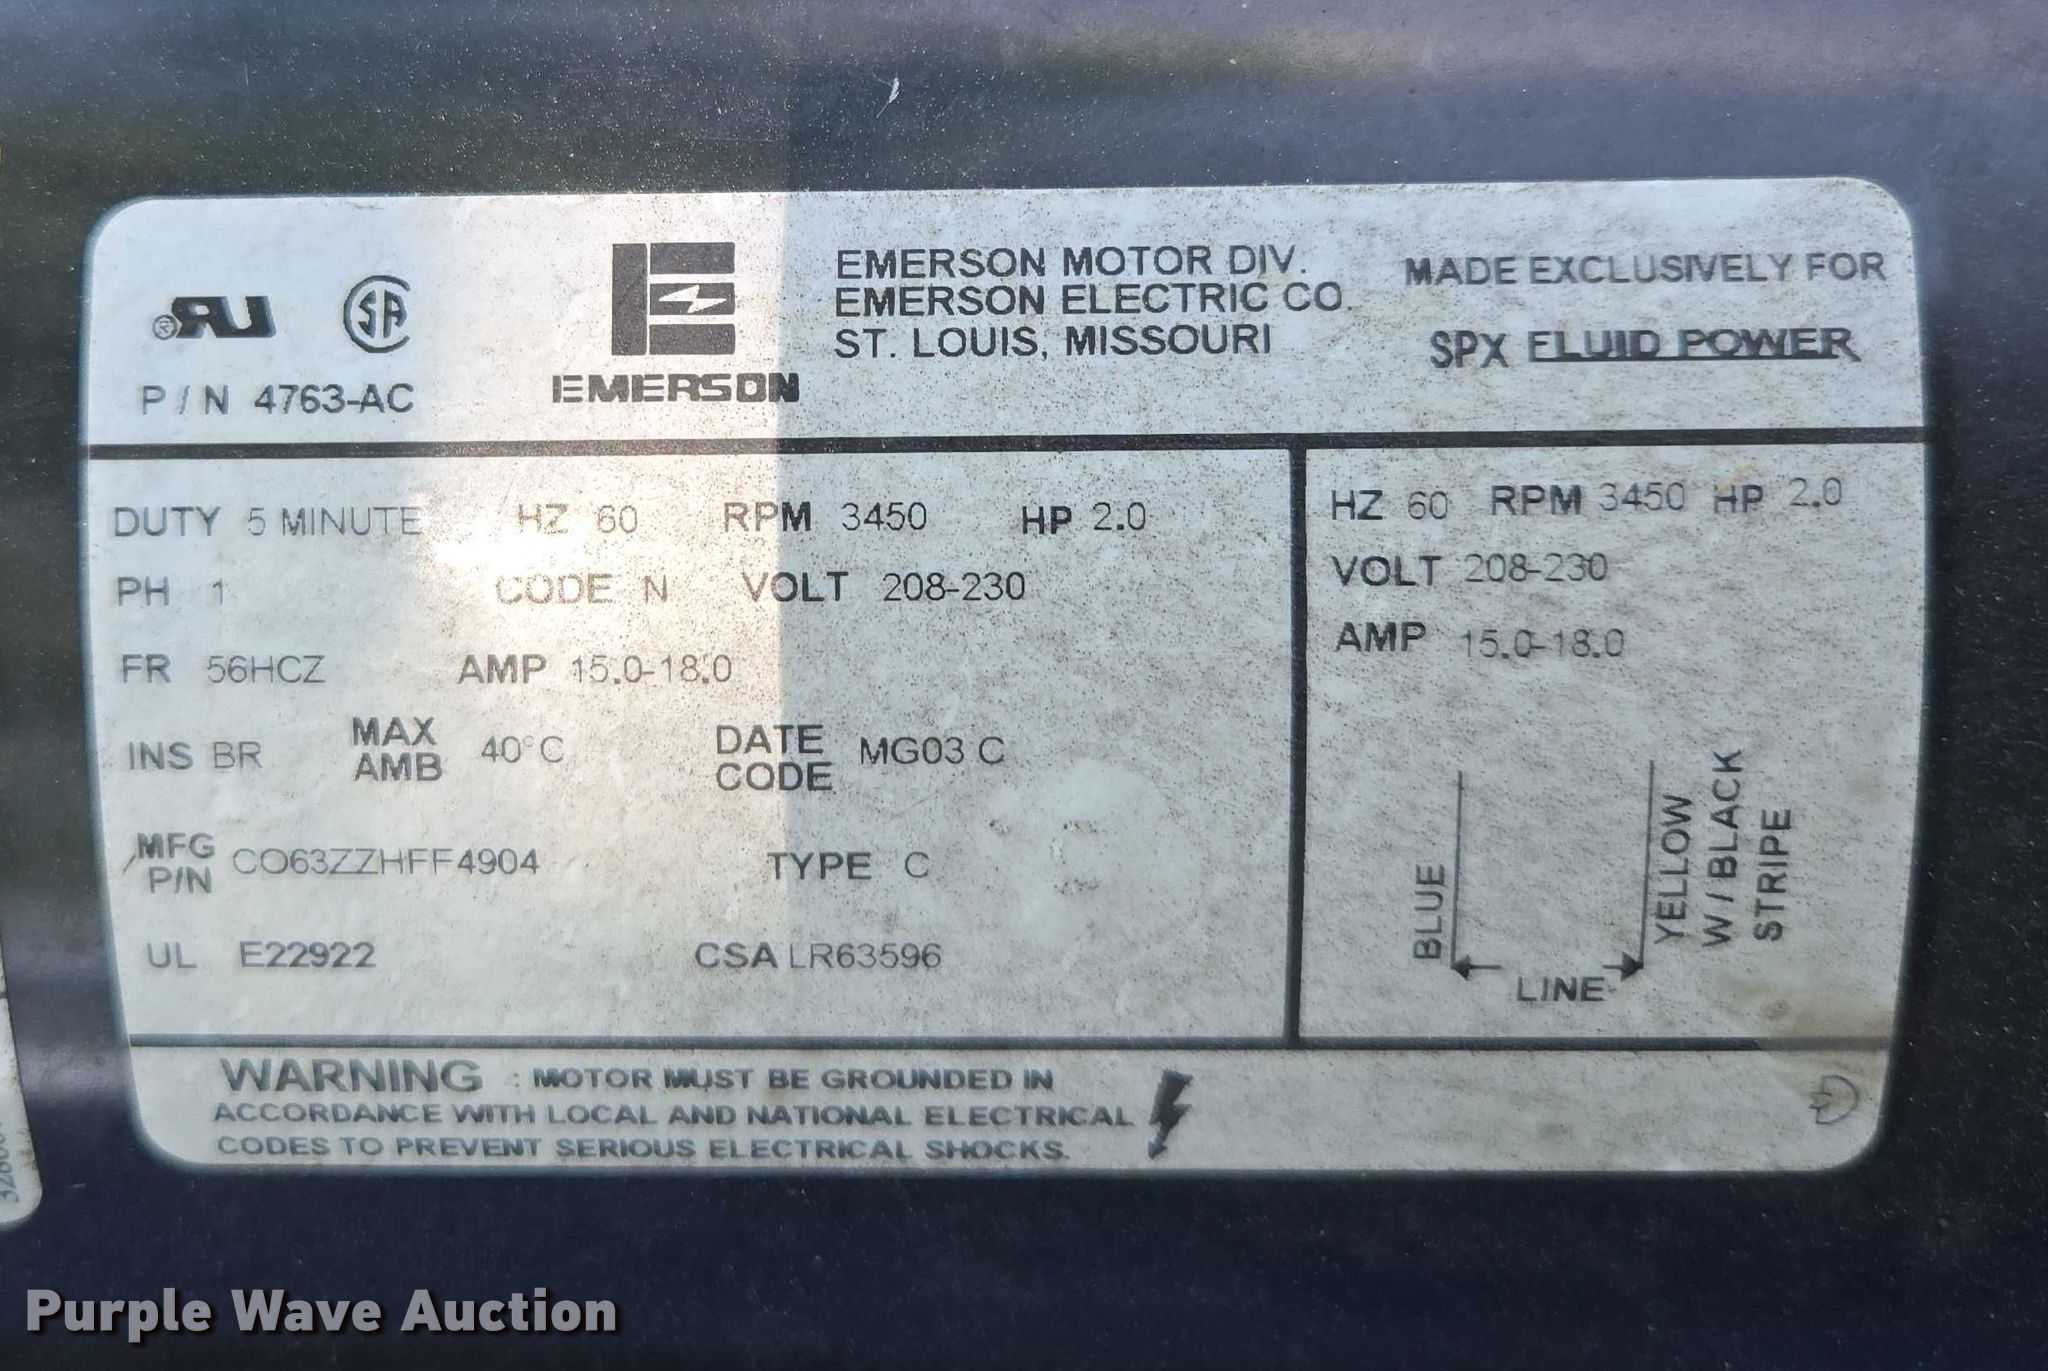 EMERSON MOTOR DIV.
EMERSON ELECTRIC CO.
ST. LOUIS, MISSOURI
MADE EXCLUSIVELY FOR
SPX FLUID POWER
EMERSON
P/N 4763-AC
DUTY 5 MINUTE HZ 60 RPM 3450 HP 2.0
PH 1 CODE N VOLT 208-230
FR 56HCZ AMP 15.0-18.0
INS BR MAX AMB 40°C DATE CODE MG03 C
MFG P/N CO63ZZHFF4904 TYPE C
UL E22922 CSA LR63596
HZ 60 RPM 3450 HP 2.0
VOLT 208-230
AMP 15.0-18.0
BLUE
YELLOW
W/BLACK
STRIPE
LINE
WARNING : MOTOR MUST BE GROUNDED IN
ACCORDANCE WITH LOCAL AND NATIONAL ELECTRICAL
CODES TO PREVENT SERIOUS ELECTRICAL SHOCKS.
Purple Wave Auction